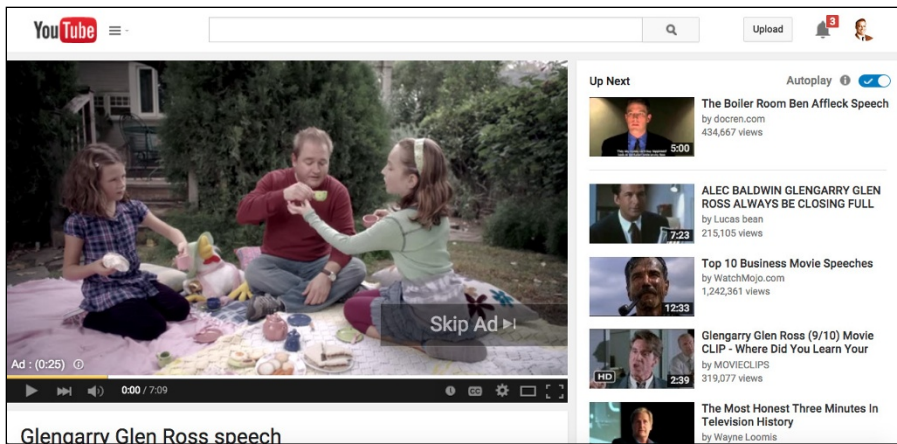 YouTube
Upload
3
Skip Ad
Ad : (0:25)
0:00 / 7:09
CC
Glengarry Glen Ross speech
Up Next
Autoplay
The Boiler Room Ben Affleck Speech
by docren.com
434,667 views
5:00
ALEC BALDWIN GLENGARRY GLEN
ROSS ALWAYS BE CLOSING FULL
by Lucas bean
215,105 views
7:23
Top 10 Business Movie Speeches
by WatchMojo.com
1,242,361 views
12:33
Glengarry Glen Ross (9/10) Movie
CLIP - Where Did You Learn Your
by MOVIECLIPS
319,077 views
HD
2:39
The Most Honest Three Minutes In
Television History
by Wayne Loomis